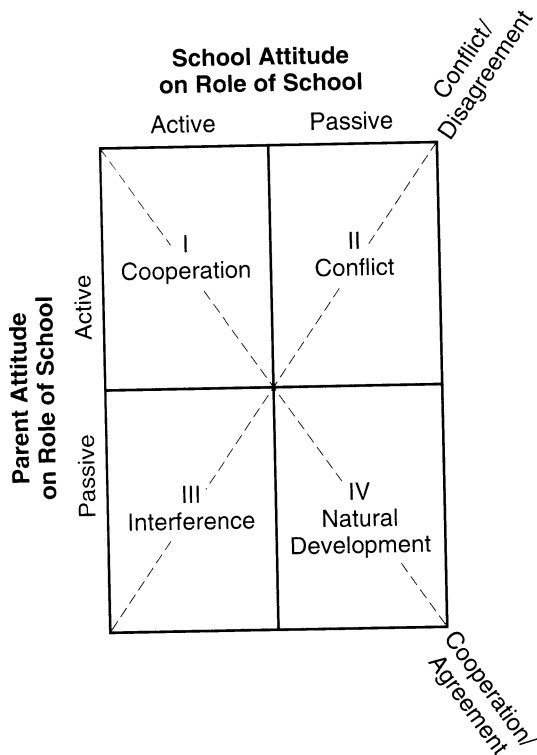 School Attitude
on Role of School
Conflict/
Disagreement
Active
Passive
Parent Attitude
on Role of School
Active
Passive
I
Cooperation
II
Conflict
III
Interference
IV
Natural
Development
Cooperation/
Agreement